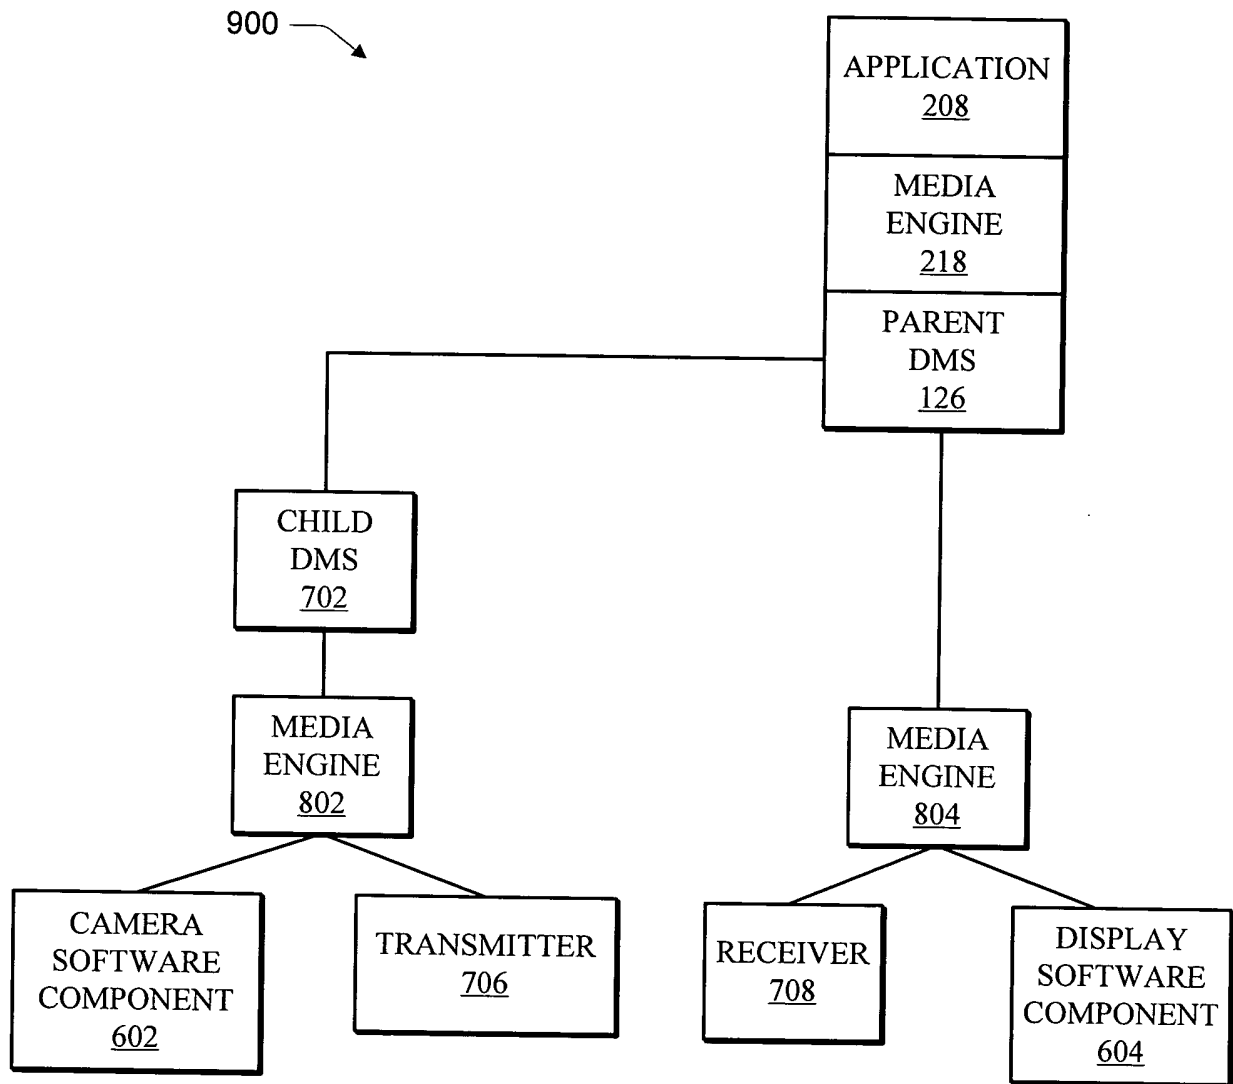 900
APPLICATION
208
MEDIA
ENGINE
218
PARENT
DMS
126
CHILD
DMS
702
MEDIA
ENGINE
802
MEDIA
ENGINE
804
CAMERA
SOFTWARE
COMPONENT
602
TRANSMITTER
706
RECEIVER
708
DISPLAY
SOFTWARE
COMPONENT
604